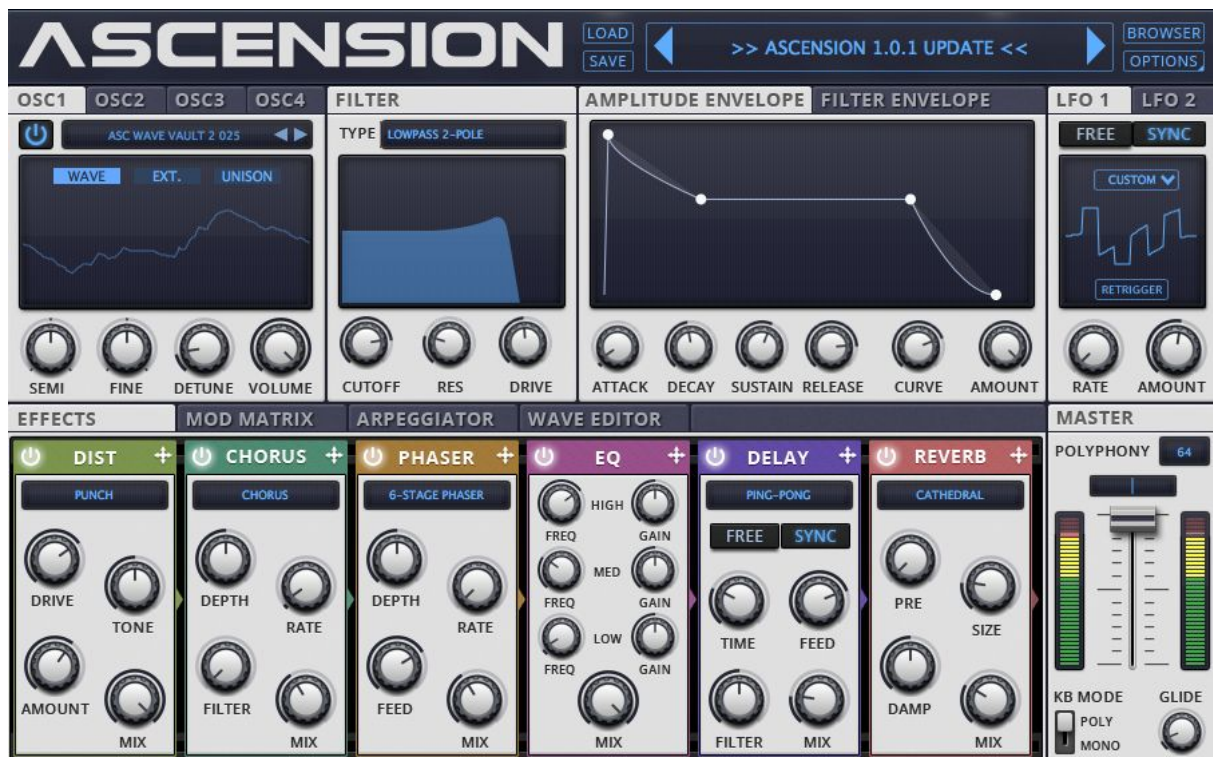 ASCENSION
LOAD
SAVE
>> ASCENSION 1.0.1 UPDATE <<
BROWSER
OPTIONS
OSC1 OSC2 OSC3 OSC4
ASC WAVE VAULT 2 025
WAVE EXT. UNISON
SEMI FINE DETUNE VOLUME
FILTER
TYPE LOWPASS 2-POLE
CUTOFF RES DRIVE
AMPLITUDE ENVELOPE FILTER ENVELOPE
ATTACK DECAY SUSTAIN RELEASE CURVE AMOUNT
LFO 1 LFO 2
FREE SYNC
CUSTOM
RETRIGGER
RATE AMOUNT
EFFECTS MOD MATRIX ARPEGGIATOR WAVE EDITOR
DIST
PUNCH
DRIVE
TONE
AMOUNT
MIX
CHORUS
CHORUS
DEPTH
RATE
FILTER
MIX
PHASER
6-STAGE PHASER
DEPTH
RATE
FEED
MIX
EQ
HIGH
FREQ GAIN
MED
FREQ GAIN
LOW
FREQ GAIN
MIX
DELAY
PING-PONG
FREE SYNC
TIME FEED
FILTER MIX
REVERB
CATHEDRAL
PRE
SIZE
DAMP
MIX
MASTER
POLYPHONY 64
KB MODE GLIDE
POLY
MONO